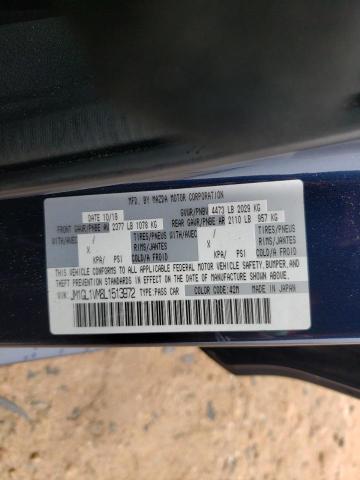 MFD. BY MAZDA MOTOR CORPORATION
DATE 10/18 GVWR/PNBV 4473 LB 2029 KG
FRONT GAWR/PNBE AV 2377 LB 1078 KG REAR GAWR/PNBE AR 2110 LB 957 KG
TIRES/PNEUS TIRES/PNEUS
X RIMS/JANTES X RIMS/JANTES
KPA/ PSI COLD/A FROID KPA/ PSI COLD/A FROID
THIS VEHICLE CONFORMS TO ALL APPLICABLE FEDERAL MOTOR VEHICLE SAFETY, BUMPER, AND
THEFT PREVENTION STANDARDS IN EFFECT ON THE DATE OF MANUFACTURE SHOWN ABOVE.
VIN: TYPE:PASS CAR COLOR CODE:42M MADE IN JAPAN